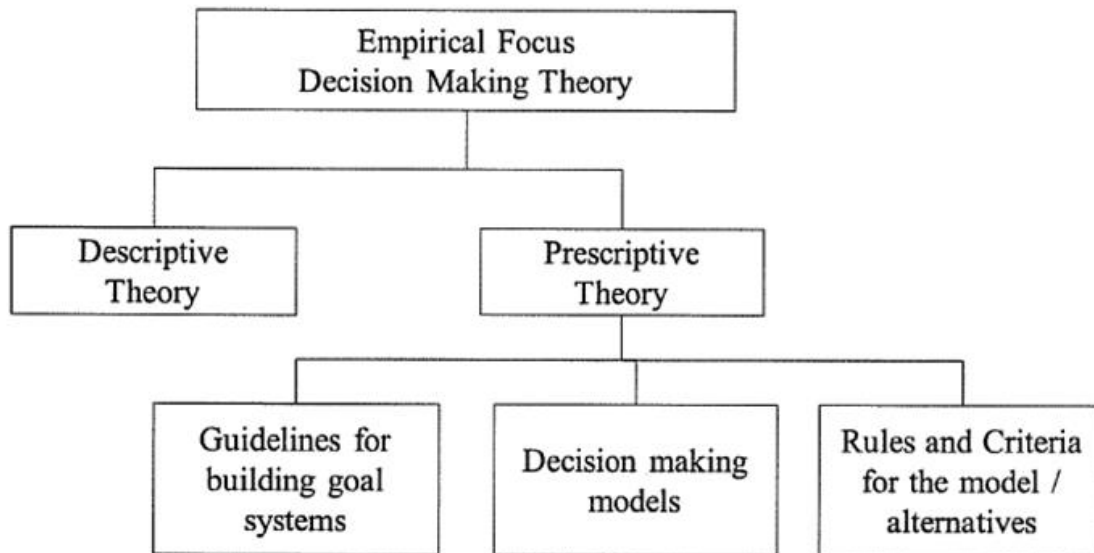 Empirical Focus
Decision Making Theory
Descriptive
Theory
Prescriptive
Theory
Guidelines for
building goal
systems
Decision making
models
Rules and Criteria
for the model /
alternatives